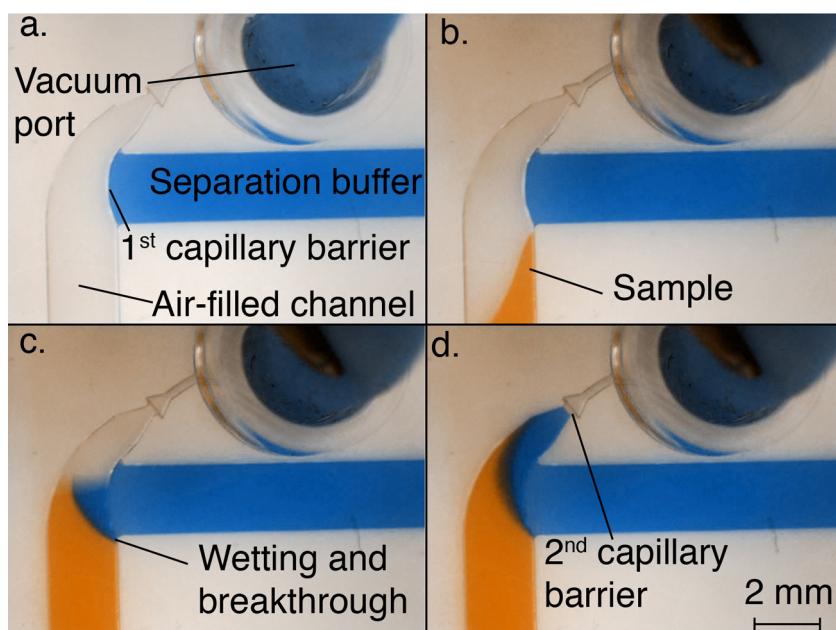 a.
Vacuum
port
Separation buffer
1st capillary barrier
Air-filled channel
b.
Sample
c.
Wetting and
breakthrough
d.
2nd capillary
barrier
2 mm